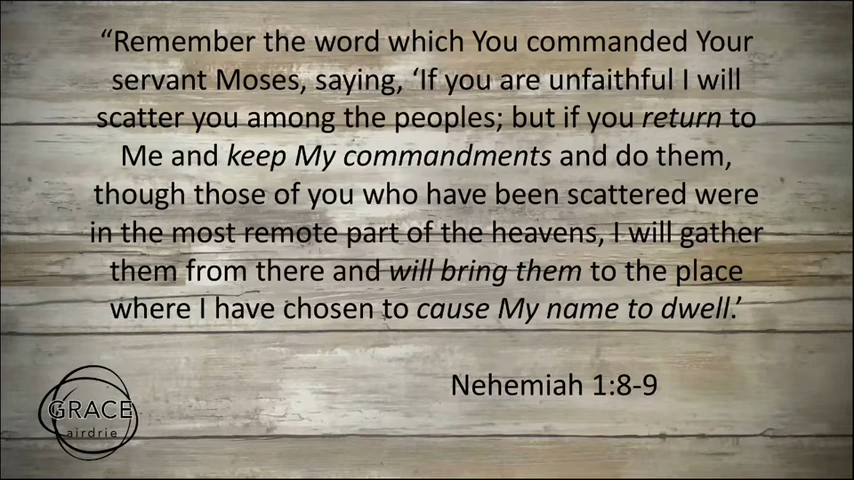 “Remember the word which You commanded Your
servant Moses, saying, ‘If you are unfaithful I will
scatter you among the peoples; but if you return to
Me and keep My commandments and do them,
though those of you who have been scattered were
in the most remote part of the heavens, I will gather
them from there and will bring them to the place
where I have chosen to cause My name to dwell.’
Nehemiah 1:8-9
GRACE
airdrie